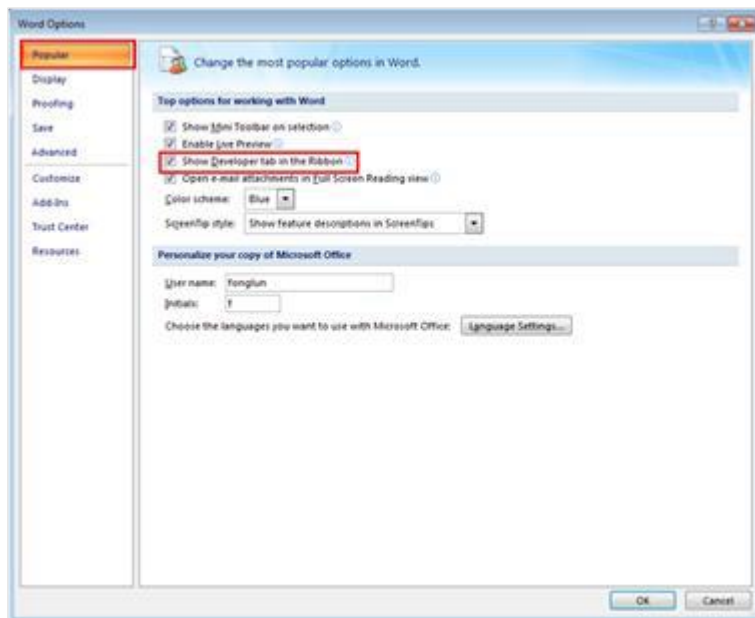 Word Options
Popular
Display
Proofing
Save
Advanced
Customize
Add-Ins
Trust Center
Resources
Change the most popular options in Word.
Top options for working with Word
Show Mini Toolbar on selection
Enable Live Preview
Show Developer tab in the Ribbon
Open e-mail attachments in Full Screen Reading view
Color scheme: Blue
ScreenTip style: Show feature descriptions in ScreenTips
Personalize your copy of Microsoft Office
User name: Yonglun
Initials: Y
Choose the languages you want to use with Microsoft Office: Language Settings...
OK Cancel